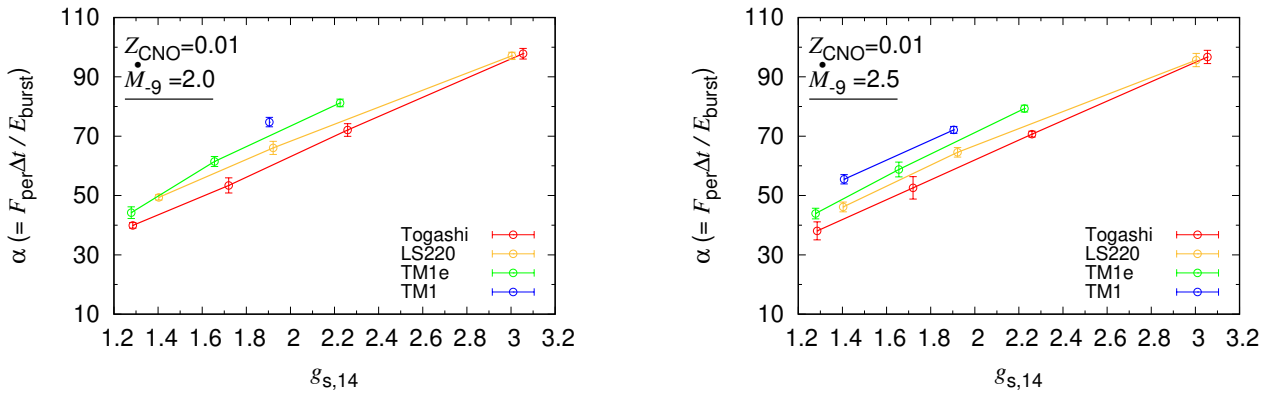 Z_CNO=0.01
Ṁ_-9 =2.0
α (= F_perΔt / E_burst)
110
90
70
50
30
10
Togashi
LS220
TM1e
TM1
1.2 1.4 1.6 1.8 2 2.2 2.4 2.6 2.8 3 3.2
g_s,14
Z_CNO=0.01
Ṁ_-9 =2.5
α (= F_perΔt / E_burst)
110
90
70
50
30
10
Togashi
LS220
TM1e
TM1
1.2 1.4 1.6 1.8 2 2.2 2.4 2.6 2.8 3 3.2
g_s,14